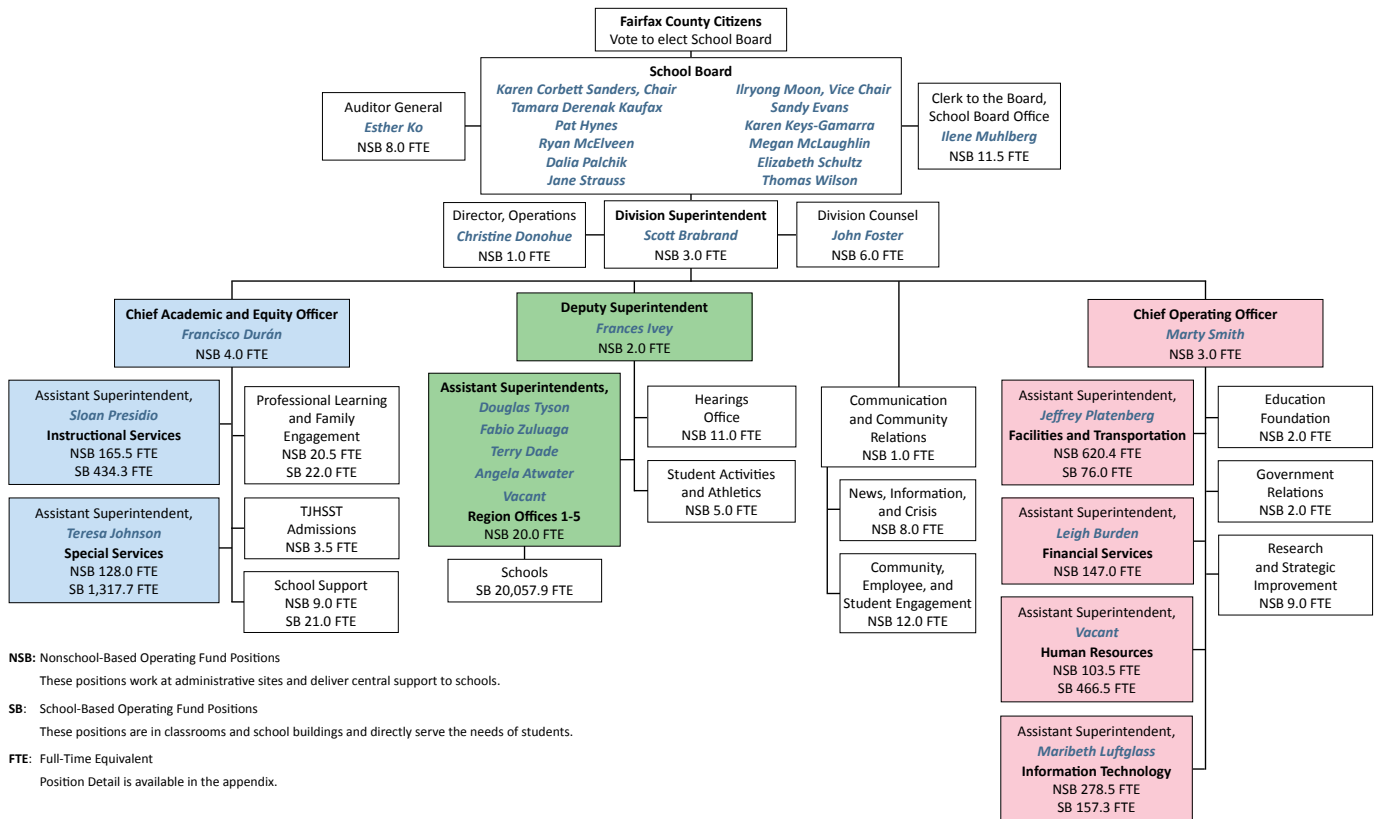 Fairfax County Citizens
Vote to elect School Board
School Board
Karen Corbett Sanders, Chair
Tamara Derenak Kaufax
Pat Hynes
Ryan McElveen
Dalia Palchik
Jane Strauss
Ilryong Moon, Vice Chair
Sandy Evans
Karen Keys-Gamarra
Megan McLaughlin
Elizabeth Schultz
Thomas Wilson
Auditor General
Esther Ko
NSB 8.0 FTE
Clerk to the Board,
School Board Office
Ilene Muhlberg
NSB 11.5 FTE
Director, Operations
Christine Donohue
NSB 1.0 FTE
Division Superintendent
Scott Brabrand
NSB 3.0 FTE
Division Counsel
John Foster
NSB 6.0 FTE
Chief Academic and Equity Officer
Francisco Durán
NSB 4.0 FTE
Assistant Superintendent,
Sloan Presidio
Instructional Services
NSB 165.5 FTE
SB 434.3 FTE
Assistant Superintendent,
Teresa Johnson
Special Services
NSB 128.0 FTE
SB 1,317.7 FTE
Professional Learning
and Family
Engagement
NSB 20.5 FTE
SB 22.0 FTE
TJHSST
Admissions
NSB 3.5 FTE
School Support
NSB 9.0 FTE
SB 21.0 FTE
Deputy Superintendent
Frances Ivey
NSB 2.0 FTE
Assistant Superintendents,
Douglas Tyson
Fabio Zuluaga
Terry Dade
Angela Atwater
Vacant
Region Offices 1-5
NSB 20.0 FTE
Schools
SB 20,057.9 FTE
Hearings
Office
NSB 11.0 FTE
Student Activities
and Athletics
NSB 5.0 FTE
Communication
and Community
Relations
NSB 1.0 FTE
News, Information,
and Crisis
NSB 8.0 FTE
Community,
Employee, and
Student Engagement
NSB 12.0 FTE
Chief Operating Officer
Marty Smith
NSB 3.0 FTE
Assistant Superintendent,
Jeffrey Platenberg
Facilities and Transportation
NSB 620.4 FTE
SB 76.0 FTE
Assistant Superintendent,
Leigh Burden
Financial Services
NSB 147.0 FTE
Assistant Superintendent,
Vacant
Human Resources
NSB 103.5 FTE
SB 466.5 FTE
Assistant Superintendent,
Maribeth Luftglass
Information Technology
NSB 278.5 FTE
SB 157.3 FTE
Education
Foundation
NSB 2.0 FTE
Government
Relations
NSB 2.0 FTE
Research
and Strategic
Improvement
NSB 9.0 FTE
NSB: Nonschool-Based Operating Fund Positions
These positions work at administrative sites and deliver central support to schools.
SB: School-Based Operating Fund Positions
These positions are in classrooms and school buildings and directly serve the needs of students.
FTE: Full-Time Equivalent
Position Detail is available in the appendix.